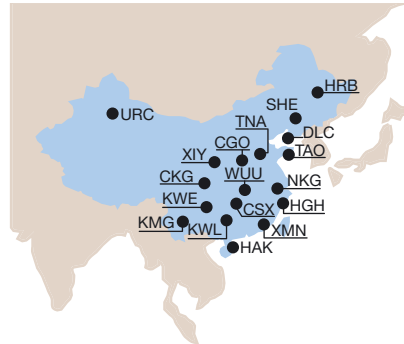 HRB
URC
SHE
TNA
DLC
CGO
TAO
XIY
WUU
CKG
NKG
KWE
CSX
HGH
KMG
KWL
XMN
HAK